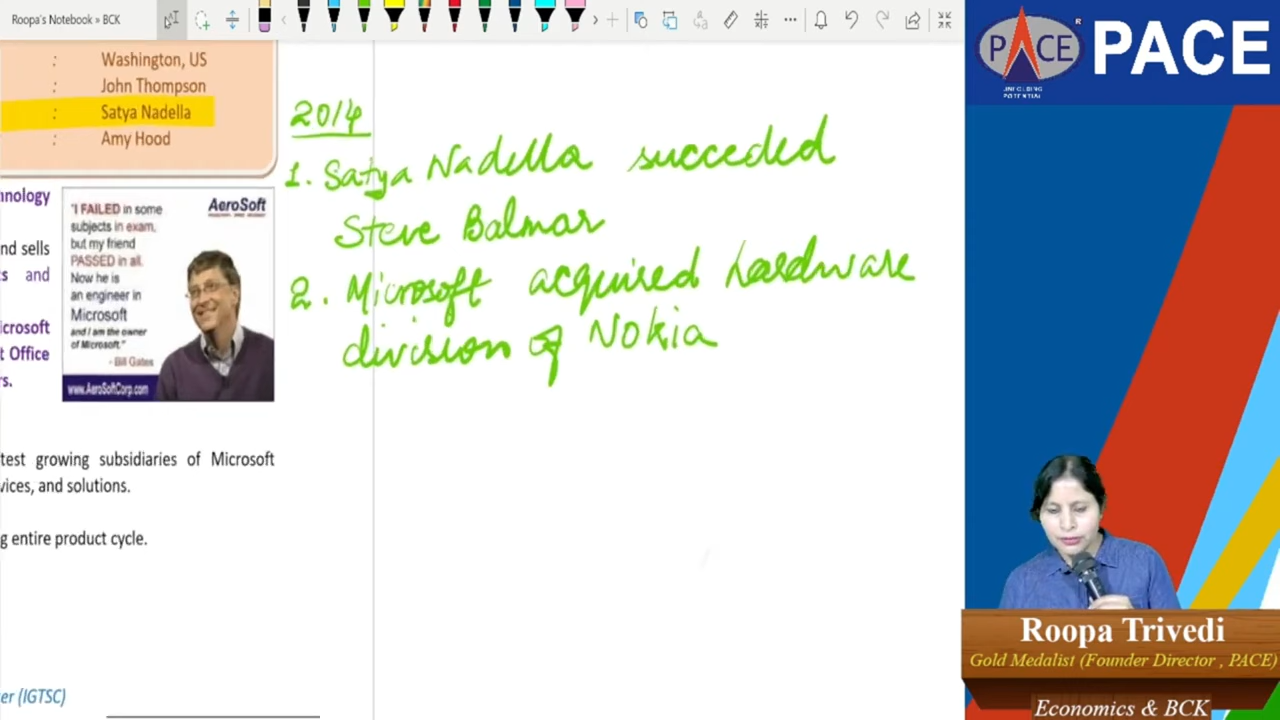 Roopa's Notebook » BCK
: Washington, US
: John Thompson
: Satya Nadella
: Amy Hood
nology
nd sells
s and
icrosoft
t Office
rs.
"I FAILED in some
subjects in exam,
but my friend
PASSED in all.
Now he is
an engineer in
Microsoft
and I am the owner
of Microsoft."
- Bill Gates
AeroSoft
www.AeroSoftCorp.com
test growing subsidiaries of Microsoft
vices, and solutions.
g entire product cycle.
er (IGTSC)
2014
1. Satya Nadella succeded
Steve Balmar
2. Microsoft acquired hardware
division of Nokia
PACE
UNFOLDING
POTENTIAL
®
PACE
Roopa Trivedi
Gold Medalist (Founder Director , PACE)
Economics & BCK